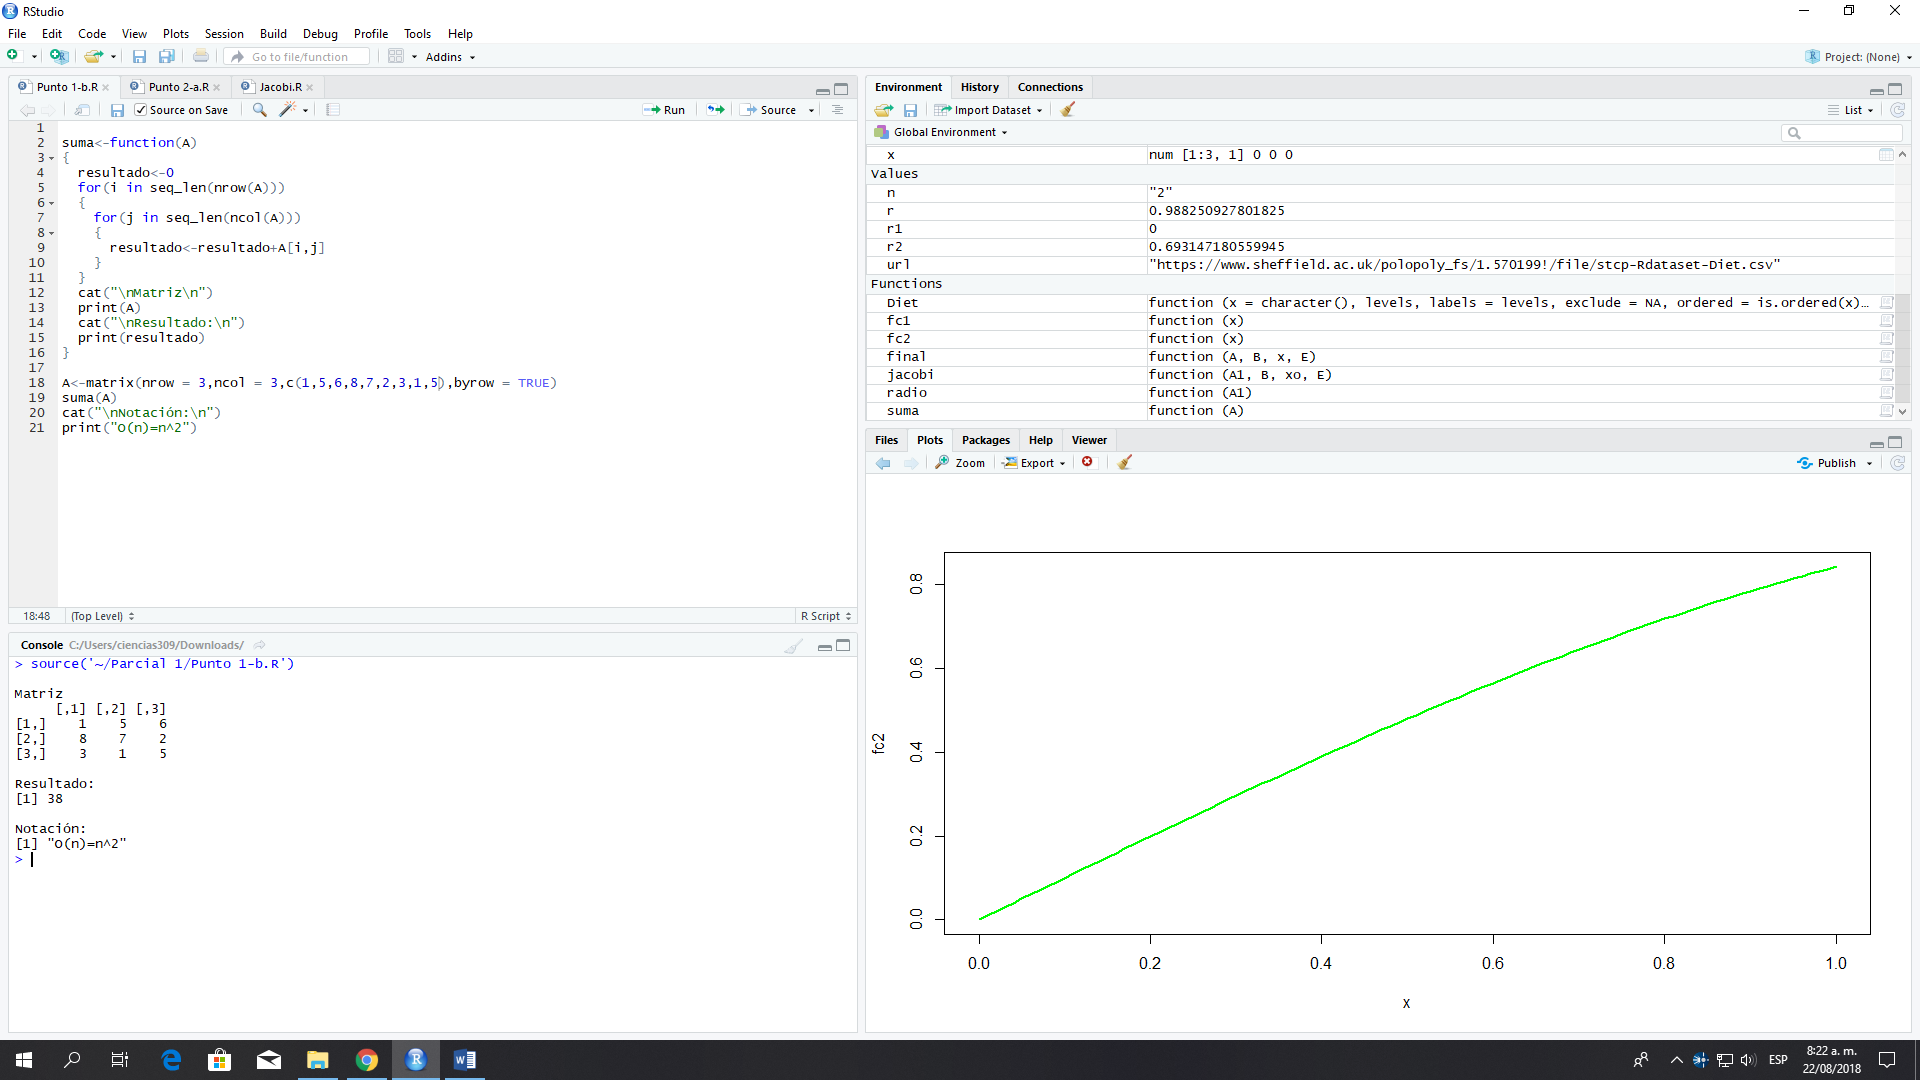 RStudio
File Edit Code View Plots Session Build Debug Profile Tools Help
Go to file/function Addins Project: (None)
Punto 1-b.R Punto 2-a.R Jacobi.R
Source on Save Run Source
1
2 suma<-function(A)
3 {
4   resultado<-0
5   for(i in seq_len(nrow(A)))
6   {
7     for(j in seq_len(ncol(A)))
8     {
9       resultado<-resultado+A[i,j]
10     }
11   }
12   cat("\nMatriz\n")
13   print(A)
14   cat("\nResultado:\n")
15   print(resultado)
16 }
17
18 A<-matrix(nrow = 3,ncol = 3,c(1,5,6,8,7,2,3,1,5),byrow = TRUE)
19 suma(A)
20 cat("\nNotación:\n")
21 print("O(n)=n^2")
18:48 (Top Level) R Script
Console C:/Users/ciencias309/Downloads/
> source('~/Parcial 1/Punto 1-b.R')
Matriz
     [,1] [,2] [,3]
[1,]    1    5    6
[2,]    8    7    2
[3,]    3    1    5
Resultado:
[1] 38
Notación:
[1] "O(n)=n^2"
>
Environment History Connections
Import Dataset List
Global Environment
x num [1:3, 1] 0 0 0
Values
n "2"
r 0.988250927801825
r1 0
r2 0.693147180559945
url "https://www.sheffield.ac.uk/polopoly_fs/1.570199!/file/stcp-Rdataset-Diet.csv"
Functions
Diet function (x = character(), levels, labels = levels, exclude = NA, ordered = is.ordered(x)…
fc1 function (x)
fc2 function (x)
final function (A, B, x, E)
jacobi function (A1, B, xo, E)
radio function (A1)
suma function (A)
Files Plots Packages Help Viewer
Zoom Export Publish
0.8
0.6
0.4
0.2
0.0
fc2
0.0 0.2 0.4 0.6 0.8 1.0
x
ESP
8:22 a. m.
22/08/2018